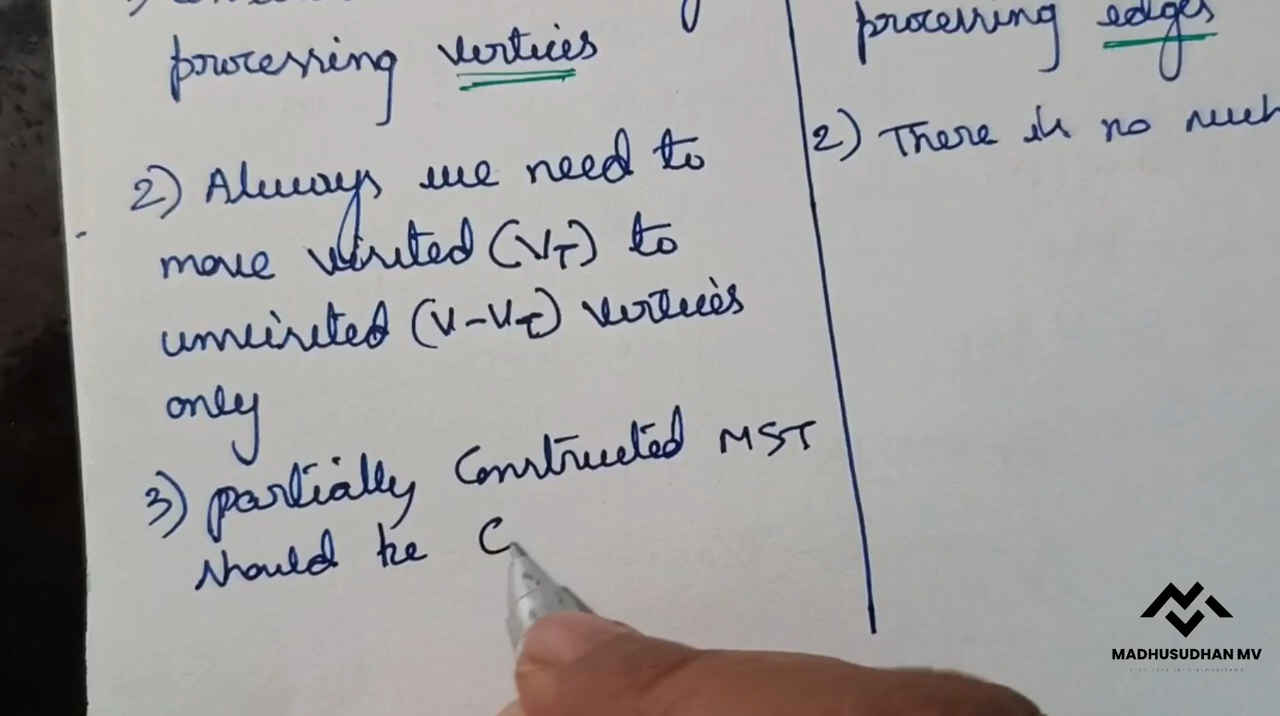 processing vertices
2) Always we need to
move visited (VT) to
unvisited (V-VT) vertices
only
3) partially Constructed MST
should be C
processing edges
2) There is no such
MADHUSUDHAN MV